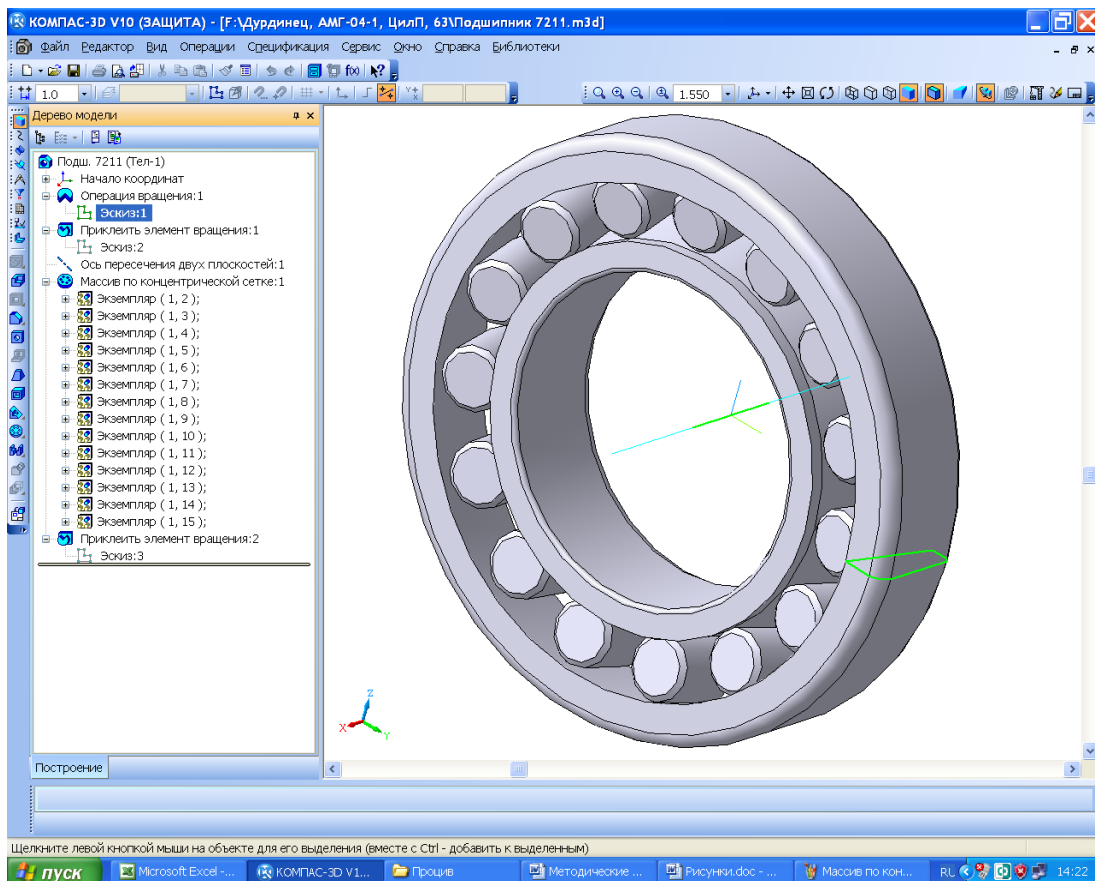 КОМПАС-3D V10 (ЗАЩИТА) - [F:\Дурдинец, АМГ-04-1, ЦилП, 63\Подшипник 7211.m3d]
Файл Редактор Вид Операции Спецификация Сервис Окно Справка Библиотеки
1.0 1.550
Дерево модели
Подш. 7211 (Тел-1)
Начало координат
Операция вращения:1
Эскиз:1
Приклеить элемент вращения:1
Эскиз:2
Ось пересечения двух плоскостей:1
Массив по концентрической сетке:1
Экземпляр ( 1, 2 );
Экземпляр ( 1, 3 );
Экземпляр ( 1, 4 );
Экземпляр ( 1, 5 );
Экземпляр ( 1, 6 );
Экземпляр ( 1, 7 );
Экземпляр ( 1, 8 );
Экземпляр ( 1, 9 );
Экземпляр ( 1, 10 );
Экземпляр ( 1, 11 );
Экземпляр ( 1, 12 );
Экземпляр ( 1, 13 );
Экземпляр ( 1, 14 );
Экземпляр ( 1, 15 );
Приклеить элемент вращения:2
Эскиз:3
Z
X
Y
Построение
Щелкните левой кнопкой мыши на объекте для его выделения (вместе с Ctrl - добавить к выделенным)
пуск Microsoft Excel -... КОМПАС-3D V1... Процив Методические ... Рисунки.doc - ... Массив по кон... RU 14:22